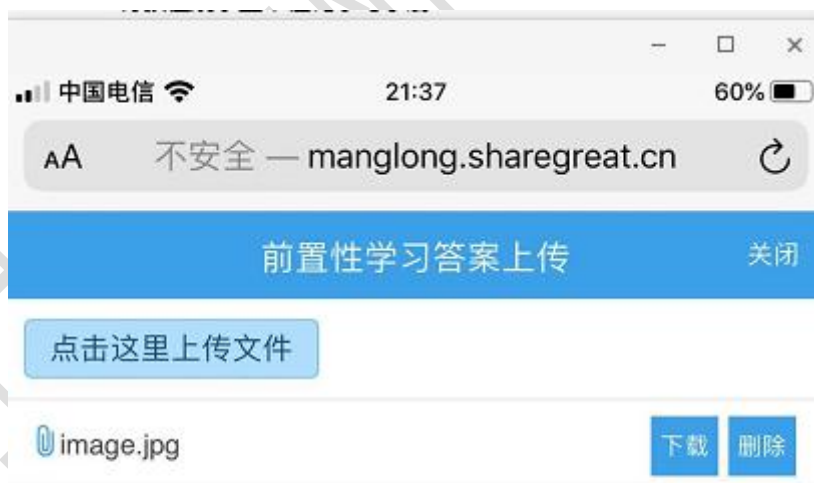 中国电信 21:37 60%
AA 不安全 — manglong.sharegreat.cn
前置性学习答案上传 关闭
点击这里上传文件
image.jpg 下载 删除